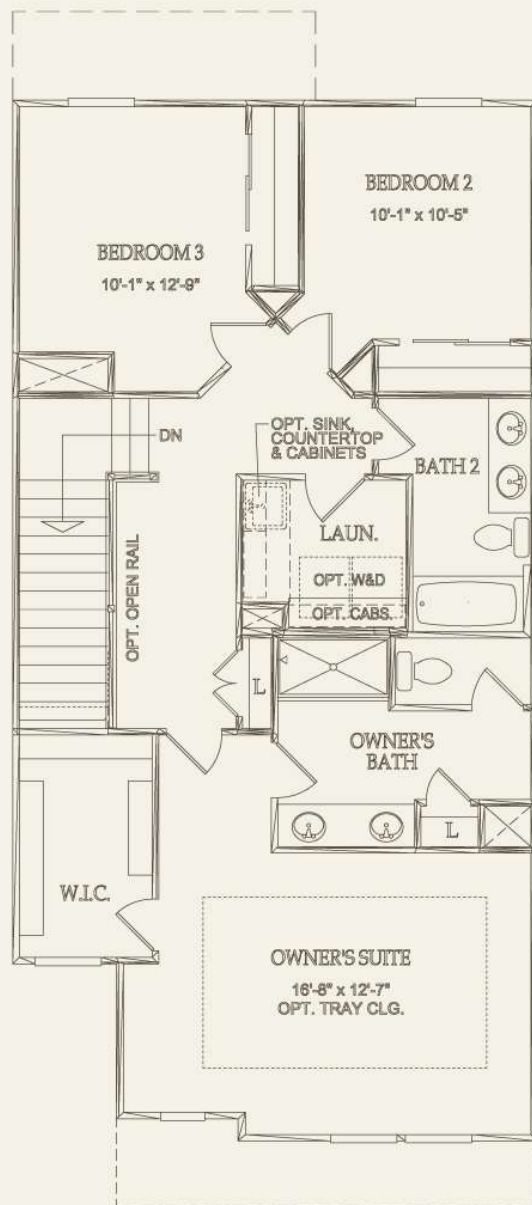 BEDROOM 2
10'-1" x 10'-5"
BEDROOM 3
10'-1" x 12'-9"
DN
OPT. SINK,
COUNTERTOP
& CABINETS
BATH 2
LAUN.
OPT. W&D
OPT. CABS.
OPT. OPEN RAIL
L
OWNER'S
BATH
L
W.I.C.
OWNER'S SUITE
16'-8" x 12'-7"
OPT. TRAY CLG.